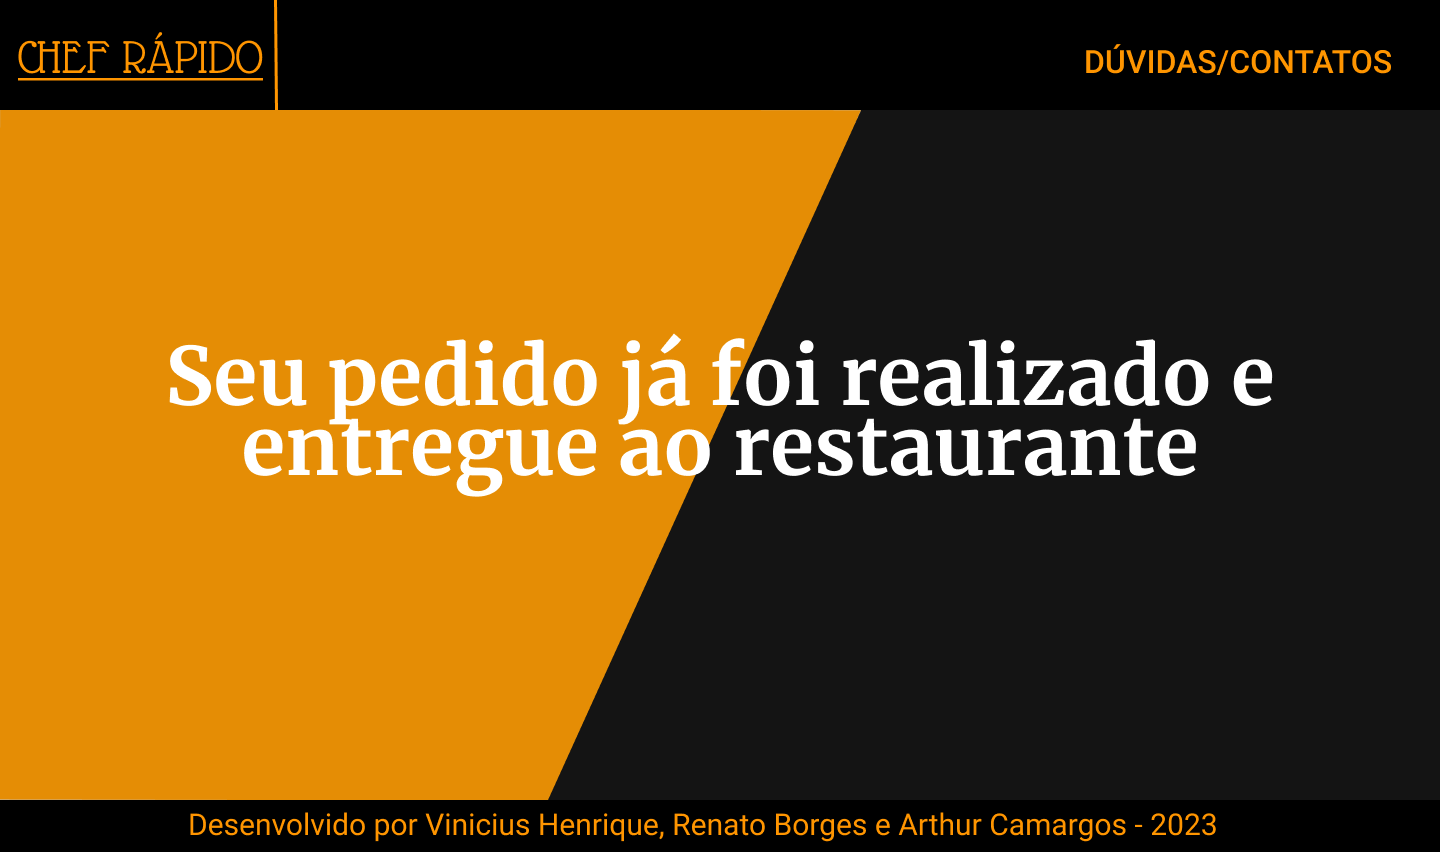 CHEF RÁPIDO
DÚVIDAS/CONTATOS
Seu pedido já foi realizado e
entregue ao restaurante
Desenvolvido por Vinicius Henrique, Renato Borges e Arthur Camargos - 2023